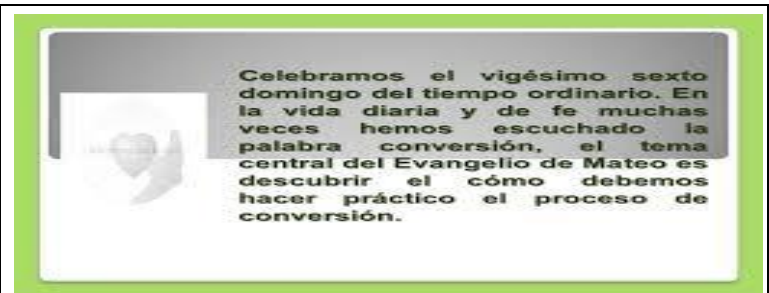 Celebramos el vigésimo sexto
domingo del tiempo ordinario. En
la vida diaria y de fe muchas
veces hemos escuchado la
palabra conversión, el tema
central del Evangelio de Mateo es
descubrir el cómo debemos
hacer práctico el proceso de
conversión.